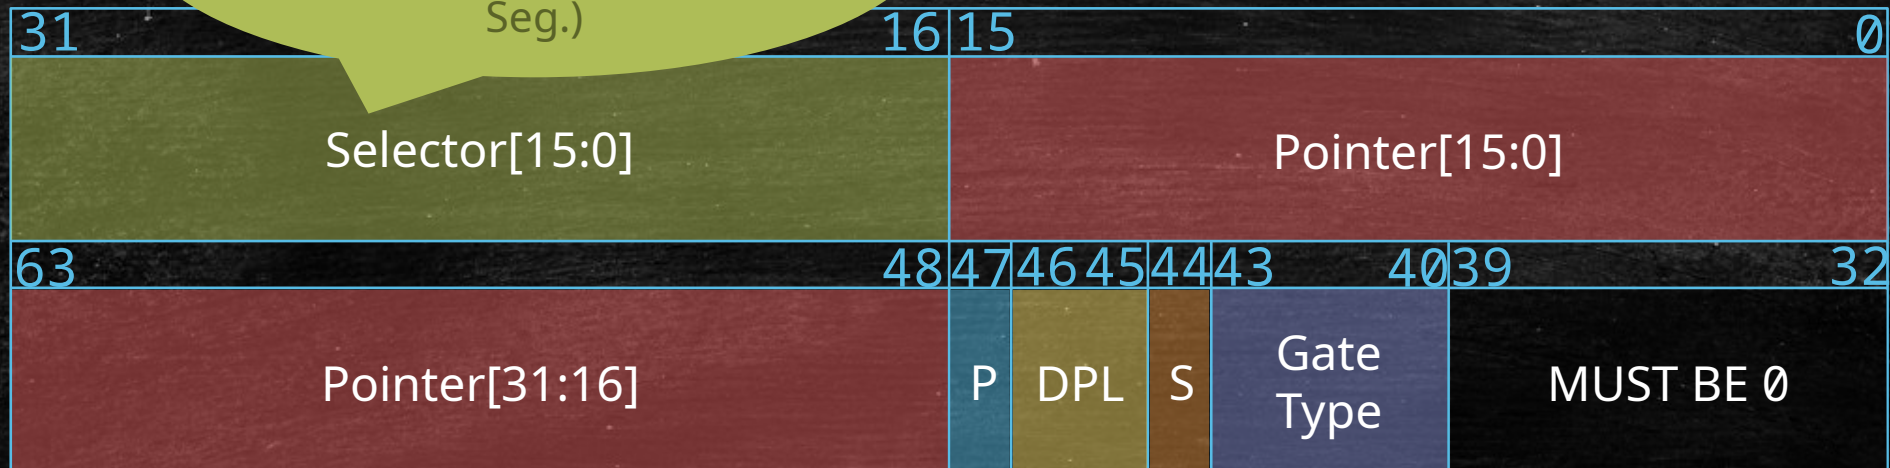 Seg.)
31 16 15 0
Selector[15:0] Pointer[15:0]
63 48 47 46 45 44 43 40 39 32
Pointer[31:16] P DPL S Gate Type MUST BE 0